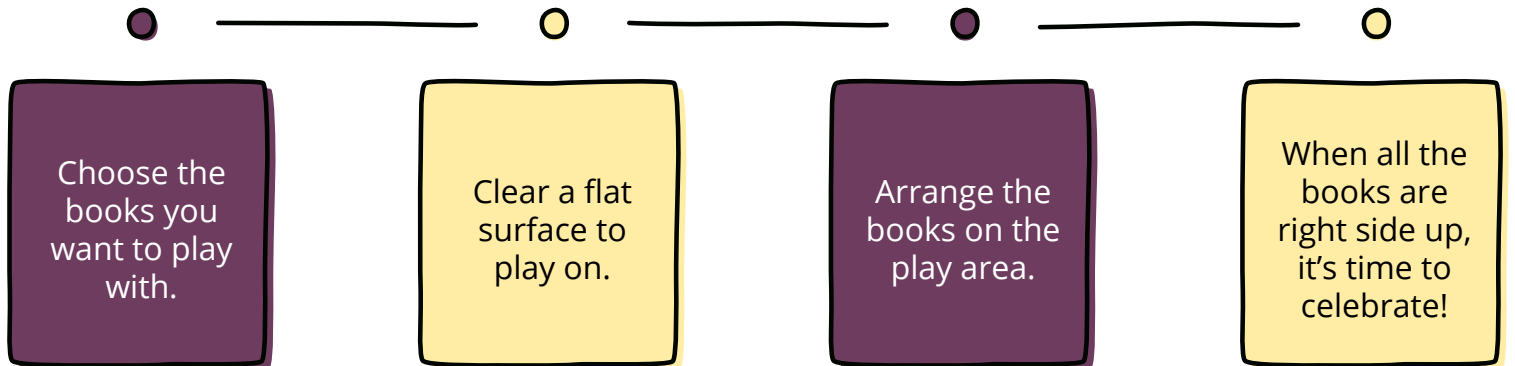 Choose the
books you
want to play
with.
Clear a flat
surface to
play on.
Arrange the
books on the
play area.
When all the
books are
right side up,
it’s time to
celebrate!